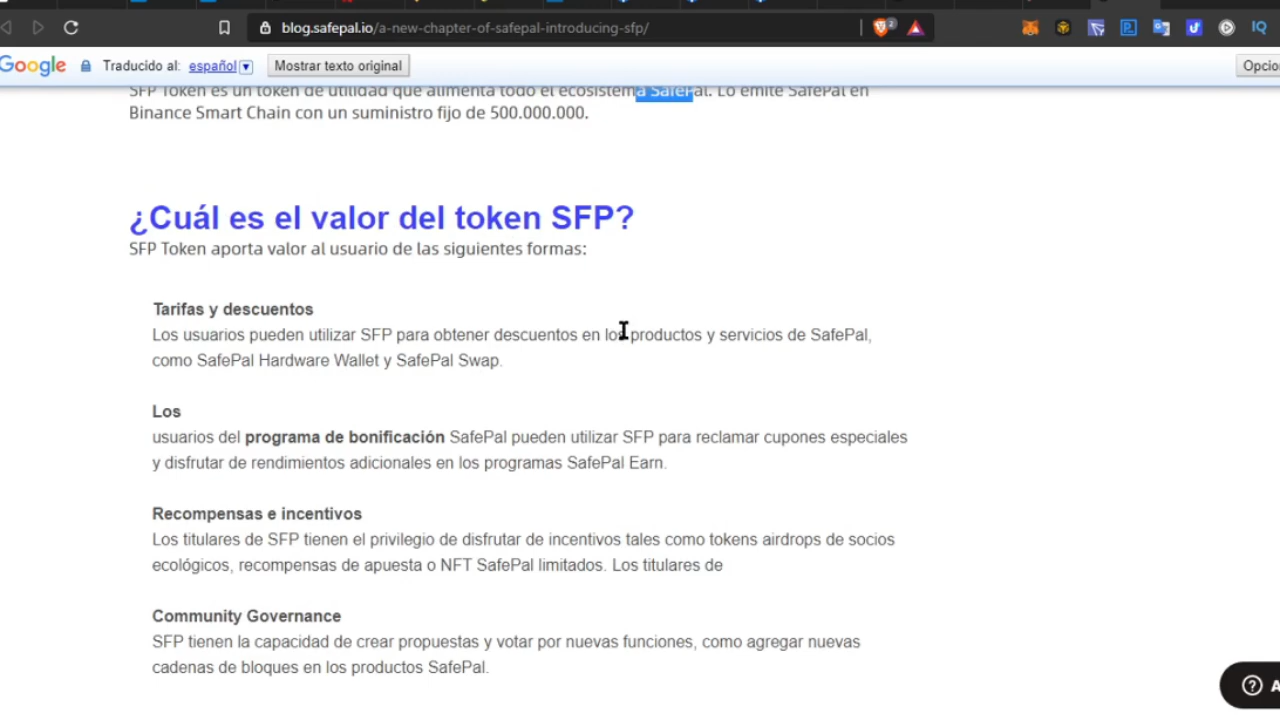 blog.safepal.io/a-new-chapter-of-safepal-introducing-sfp/
2
IQ
Google Traducido al: español Mostrar texto original Opcio
SFP Token es un token de utilidad que alimenta todo el ecosistema SafePal. Lo emite SafePal en
Binance Smart Chain con un suministro fijo de 500.000.000.
¿Cuál es el valor del token SFP?
SFP Token aporta valor al usuario de las siguientes formas:
Tarifas y descuentos
Los usuarios pueden utilizar SFP para obtener descuentos en los productos y servicios de SafePal,
como SafePal Hardware Wallet y SafePal Swap.
Los
usuarios del programa de bonificación SafePal pueden utilizar SFP para reclamar cupones especiales
y disfrutar de rendimientos adicionales en los programas SafePal Earn.
Recompensas e incentivos
Los titulares de SFP tienen el privilegio de disfrutar de incentivos tales como tokens airdrops de socios
ecológicos, recompensas de apuesta o NFT SafePal limitados. Los titulares de
Community Governance
SFP tienen la capacidad de crear propuestas y votar por nuevas funciones, como agregar nuevas
cadenas de bloques en los productos SafePal.
? A